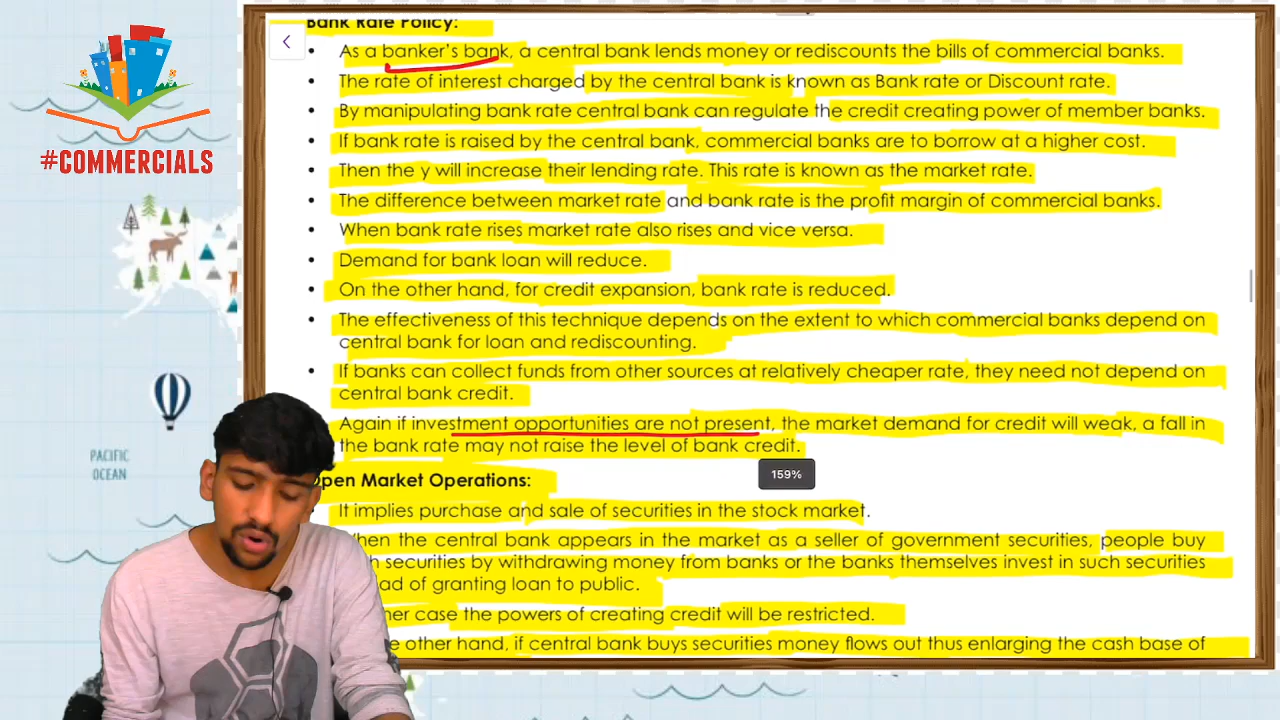 #COMMERCIALS
PACIFIC
OCEAN
Bank Rate Policy:
• As a banker's bank, a central bank lends money or rediscounts the bills of commercial banks.
• The rate of interest charged by the central bank is known as Bank rate or Discount rate.
• By manipulating bank rate central bank can regulate the credit creating power of member banks.
• If bank rate is raised by the central bank, commercial banks are to borrow at a higher cost.
• Then the y will increase their lending rate. This rate is known as the market rate.
• The difference between market rate and bank rate is the profit margin of commercial banks.
• When bank rate rises market rate also rises and vice versa.
• Demand for bank loan will reduce.
• On the other hand, for credit expansion, bank rate is reduced.
• The effectiveness of this technique depends on the extent to which commercial banks depend on
central bank for loan and rediscounting.
• If banks can collect funds from other sources at relatively cheaper rate, they need not depend on
central bank credit.
Again if investment opportunities are not present, the market demand for credit will weak, a fall in
the bank rate may not raise the level of bank credit.
159%
Open Market Operations:
It implies purchase and sale of securities in the stock market.
When the central bank appears in the market as a seller of government securities, people buy
securities by withdrawing money from banks or the banks themselves invest in such securities
of granting loan to public.
case the powers of creating credit will be restricted.
other hand, if central bank buys securities money flows out thus enlarging the cash base of